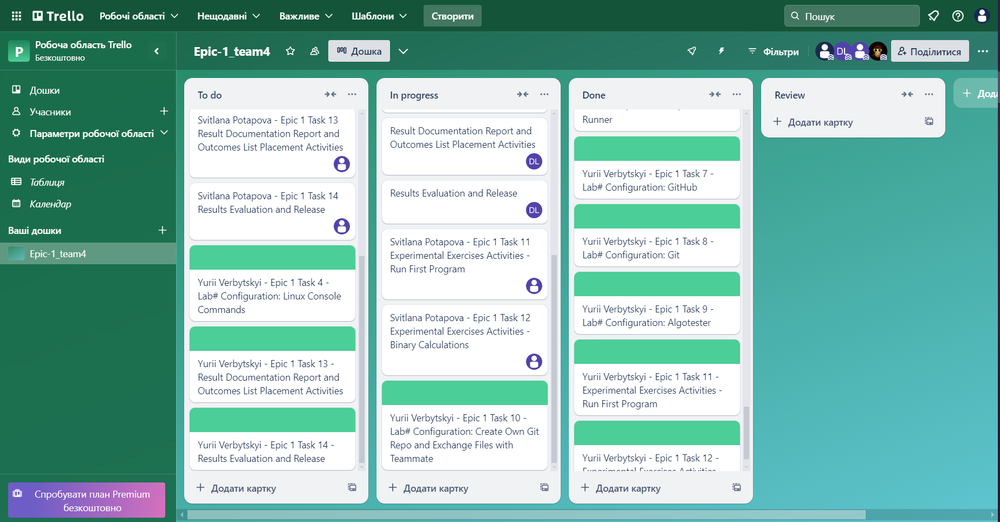 Trello
Робочі області
Нещодавні
Важливе
Шаблони
Створити
Пошук
P
Робоча область Trello
Безкоштовно
Epic-1_team4
Дошка
Фільтри
DL
Поділитися
Дошки
Учасники
Параметри робочої області
Види робочої області
Таблиця
Календар
Ваші дошки
Epic-1_team4
Спробувати план Premium
безкоштовно
To do
Svitlana Potapova - Epic 1 Task 13
Result Documentation Report and
Outcomes List Placement Activities
Svitlana Potapova - Epic 1 Task 14
Results Evaluation and Release
Yurii Verbytskyi - Epic 1 Task 4 -
Lab# Configuration: Linux Console
Commands
Yurii Verbytskyi - Epic 1 Task 13 -
Result Documentation Report and
Outcomes List Placement Activities
Yurii Verbytskyi - Epic 1 Task 14 -
Results Evaluation and Release
Додати картку
In progress
Result Documentation Report and
Outcomes List Placement Activities
DL
Results Evaluation and Release
DL
Svitlana Potapova - Epic 1 Task 11
Experimental Exercises Activities -
Run First Program
Svitlana Potapova - Epic 1 Task 12
Experimental Exercises Activities -
Binary Calculations
Yurii Verbytskyi - Epic 1 Task 10 -
Lab# Configuration: Create Own Git
Repo and Exchange Files with
Teammate
Додати картку
Done
Runner
Yurii Verbytskyi - Epic 1 Task 7 -
Lab# Configuration: GitHub
Yurii Verbytskyi - Epic 1 Task 8 -
Lab# Configuration: Git
Yurii Verbytskyi - Epic 1 Task 9 -
Lab# Configuration: Algotester
Yurii Verbytskyi - Epic 1 Task 11 -
Experimental Exercises Activities -
Run First Program
Yurii Verbytskyi - Epic 1 Task 12 -
Experimental Exercises Activities
Додати картку
Review
Додати картку
Дода